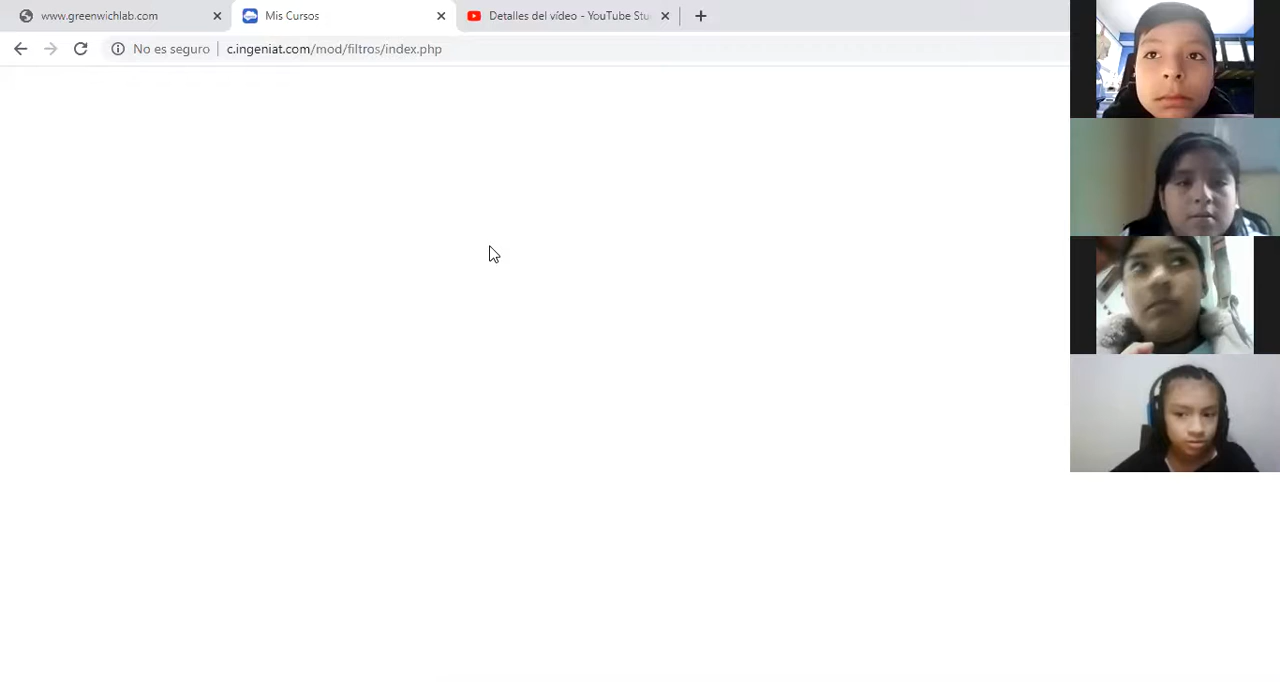 www.greenwichlab.com
Mis Cursos
Detalles del vídeo - YouTube Stu
No es seguro
c.ingeniat.com/mod/filtros/index.php